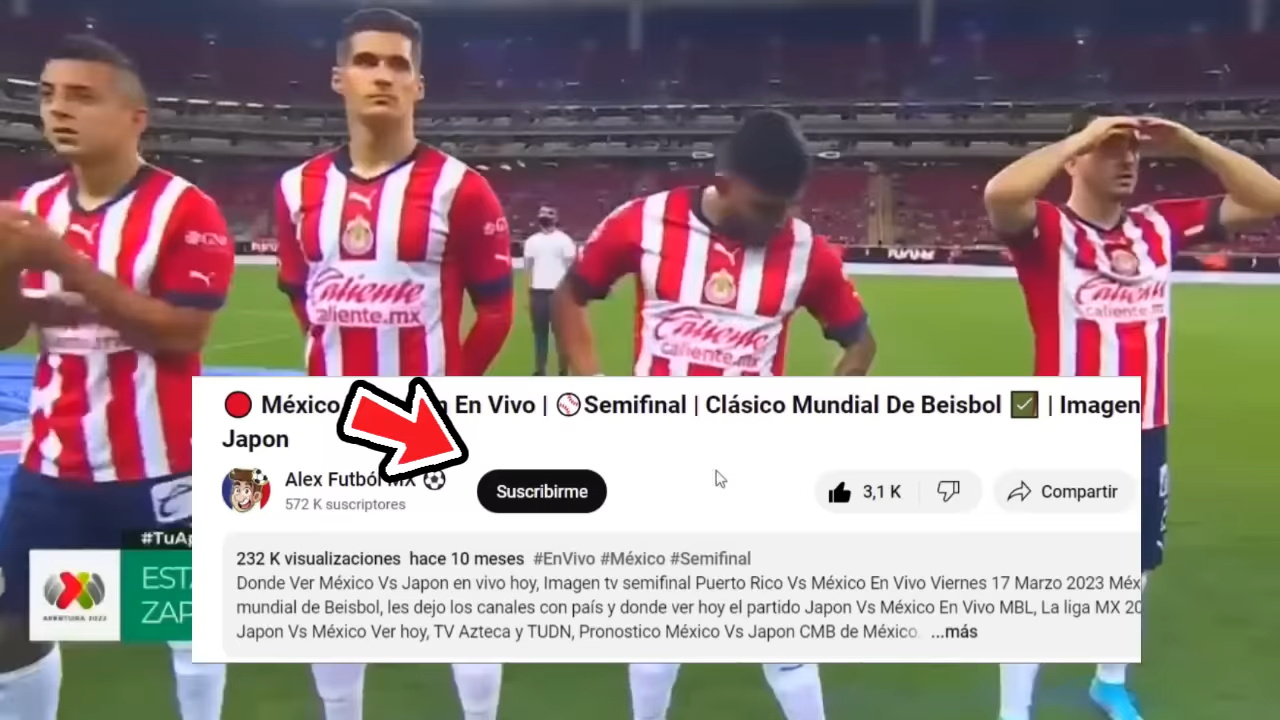 GNP
Caliente
caliente.mx
Caliente
caliente.mx
Caliente
caliente.mx
PUMA
México n En Vivo | Semifinal | Clásico Mundial De Beisbol | Imagen
Japon
Alex Futból MX
572 K suscriptores
Suscribirme
3,1 K
Compartir
232 K visualizaciones hace 10 meses #EnVivo #México #Semifinal
Donde Ver México Vs Japon en vivo hoy, Imagen tv semifinal Puerto Rico Vs México En Vivo Viernes 17 Marzo 2023 Méx
mundial de Beisbol, les dejo los canales con país y donde ver hoy el partido Japon Vs México En Vivo MBL, La liga MX 20
Japon Vs México Ver hoy, TV Azteca y TUDN, Pronostico México Vs Japon CMB de México. ...más
#TuAp
ESTA
ZAP
APERTURA 2022